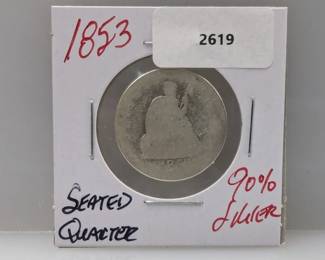 1853
2619
SEATED
QUARTER
90%
SILVER